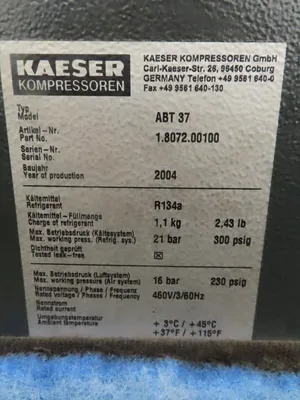 KAESER
KOMPRESSOREN
KAESER KOMPRESSOREN GmbH
Carl-Kaeser-Str. 26, 96450 Coburg
GERMANY Telefon +49 9561 640-0
Fax +49 9561 640-130
Typ
Model ABT 37
Artikel-Nr.
Part No. 1.8072.00100
Serien-Nr.
Serial-No.
Baujahr
Year of production 2004
Kältemittel
Refrigerant R134a
Kältemittel-Füllmenge
Charge of refrigerant 1,1 kg 2,43 lb
Max. Betriebsdruck (Kältesystem)
Max. working press. (Refrig. sys.) 21 bar 300 psig
Dichtheit geprüft
Tested leak-free ☒
Max. Betriebsdruck (Luftsystem)
Max. working pressure (Air system) 16 bar 230 psig
Nennspannung / Phase / Frequenz
Rated voltage / Phases / Frequency 460V/3/60Hz
Nennstrom
Rated current
Umgebungstemperatur + 3°C / +45°C
Ambient temperature +37°F / +115°F